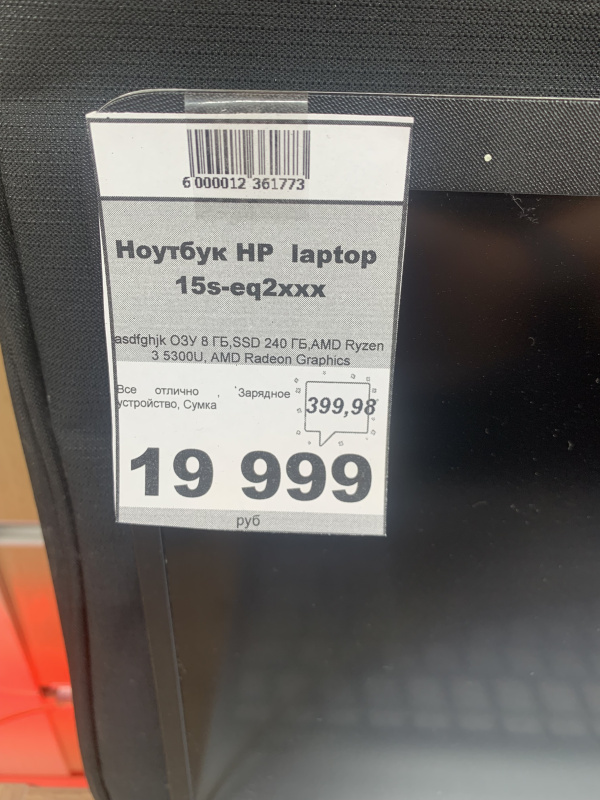 6 000012 361773
Ноутбук HP laptop
15s-eq2xxx
asdfghjk ОЗУ 8 ГБ,SSD 240 ГБ,AMD Ryzen
3 5300U, AMD Radeon Graphics
Все отлично , Зарядное
устройство, Сумка
399,98
19 999
руб